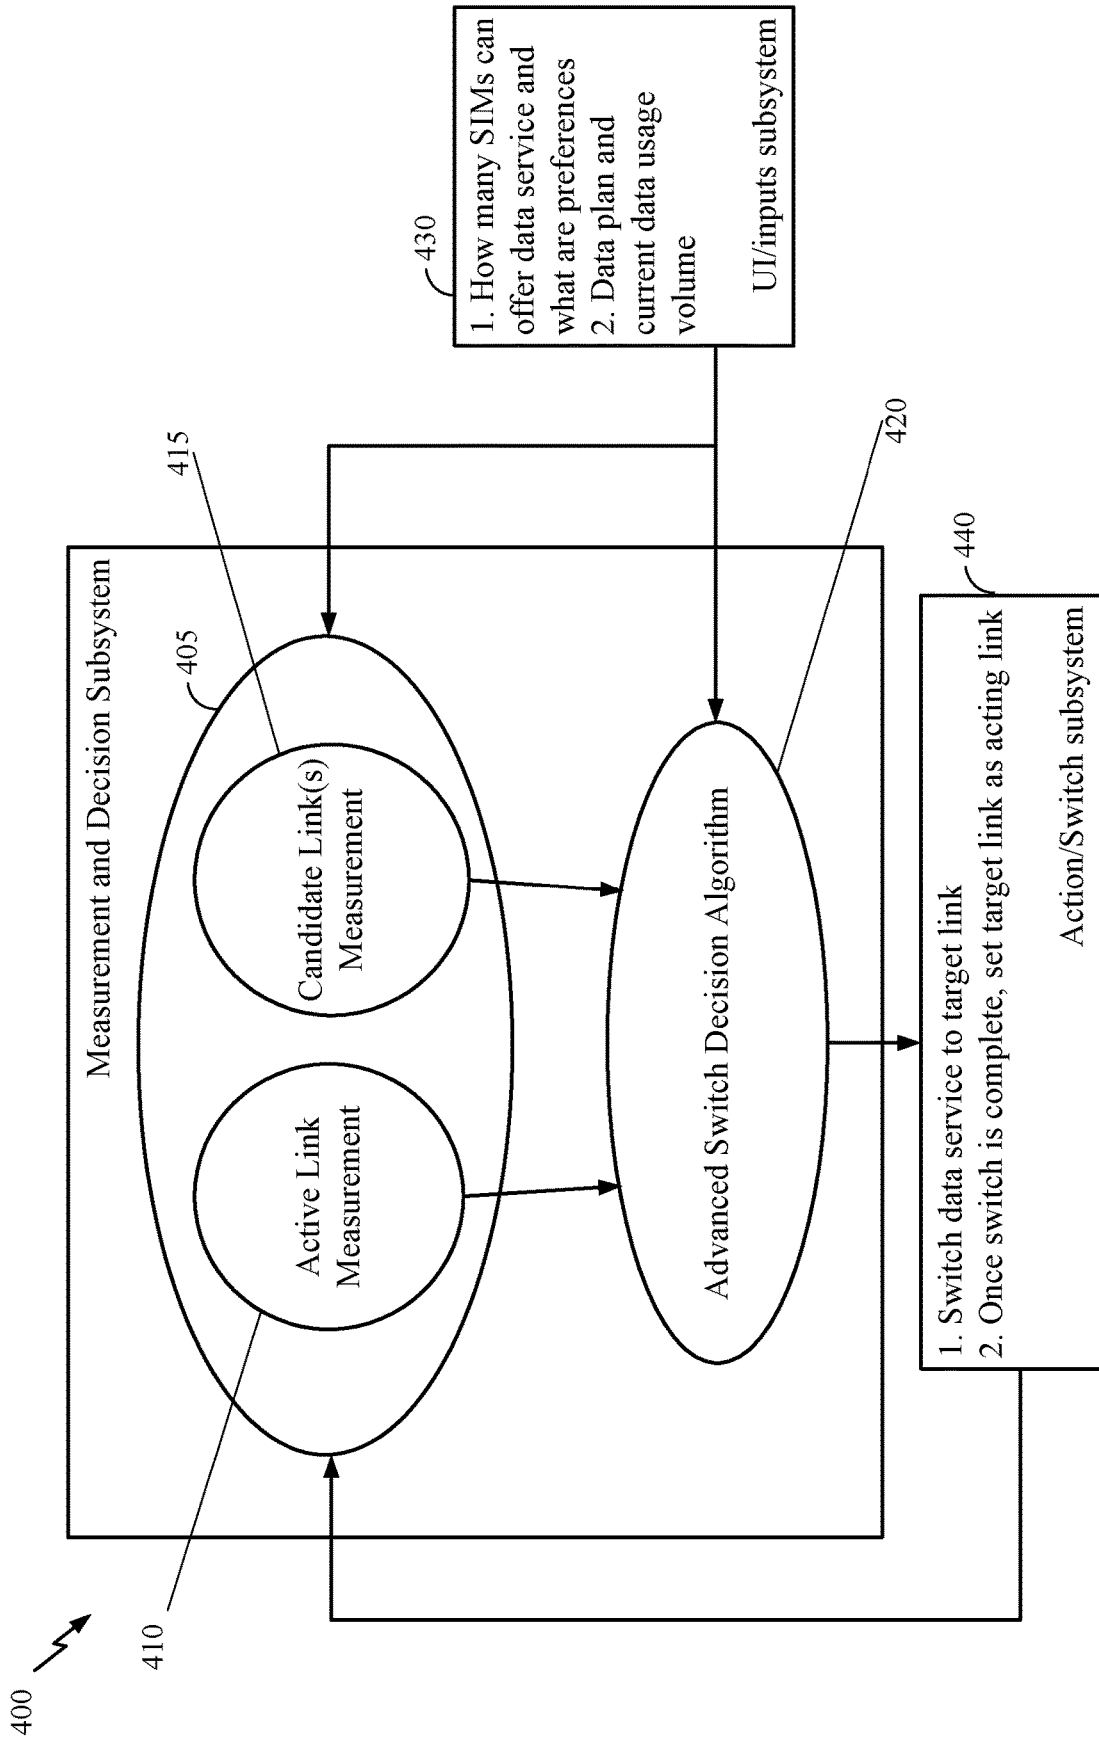 400
Measurement and Decision Subsystem
405
410
415
Active Link
Measurement
Candidate Link(s)
Measurement
Advanced Switch Decision Algorithm
420
430
1. How many SIMs can
offer data service and
what are preferences
2. Data plan and
current data usage
volume
UI/inputs subsystem
440
1. Switch data service to target link
2. Once switch is complete, set target link as acting link
Action/Switch subsystem